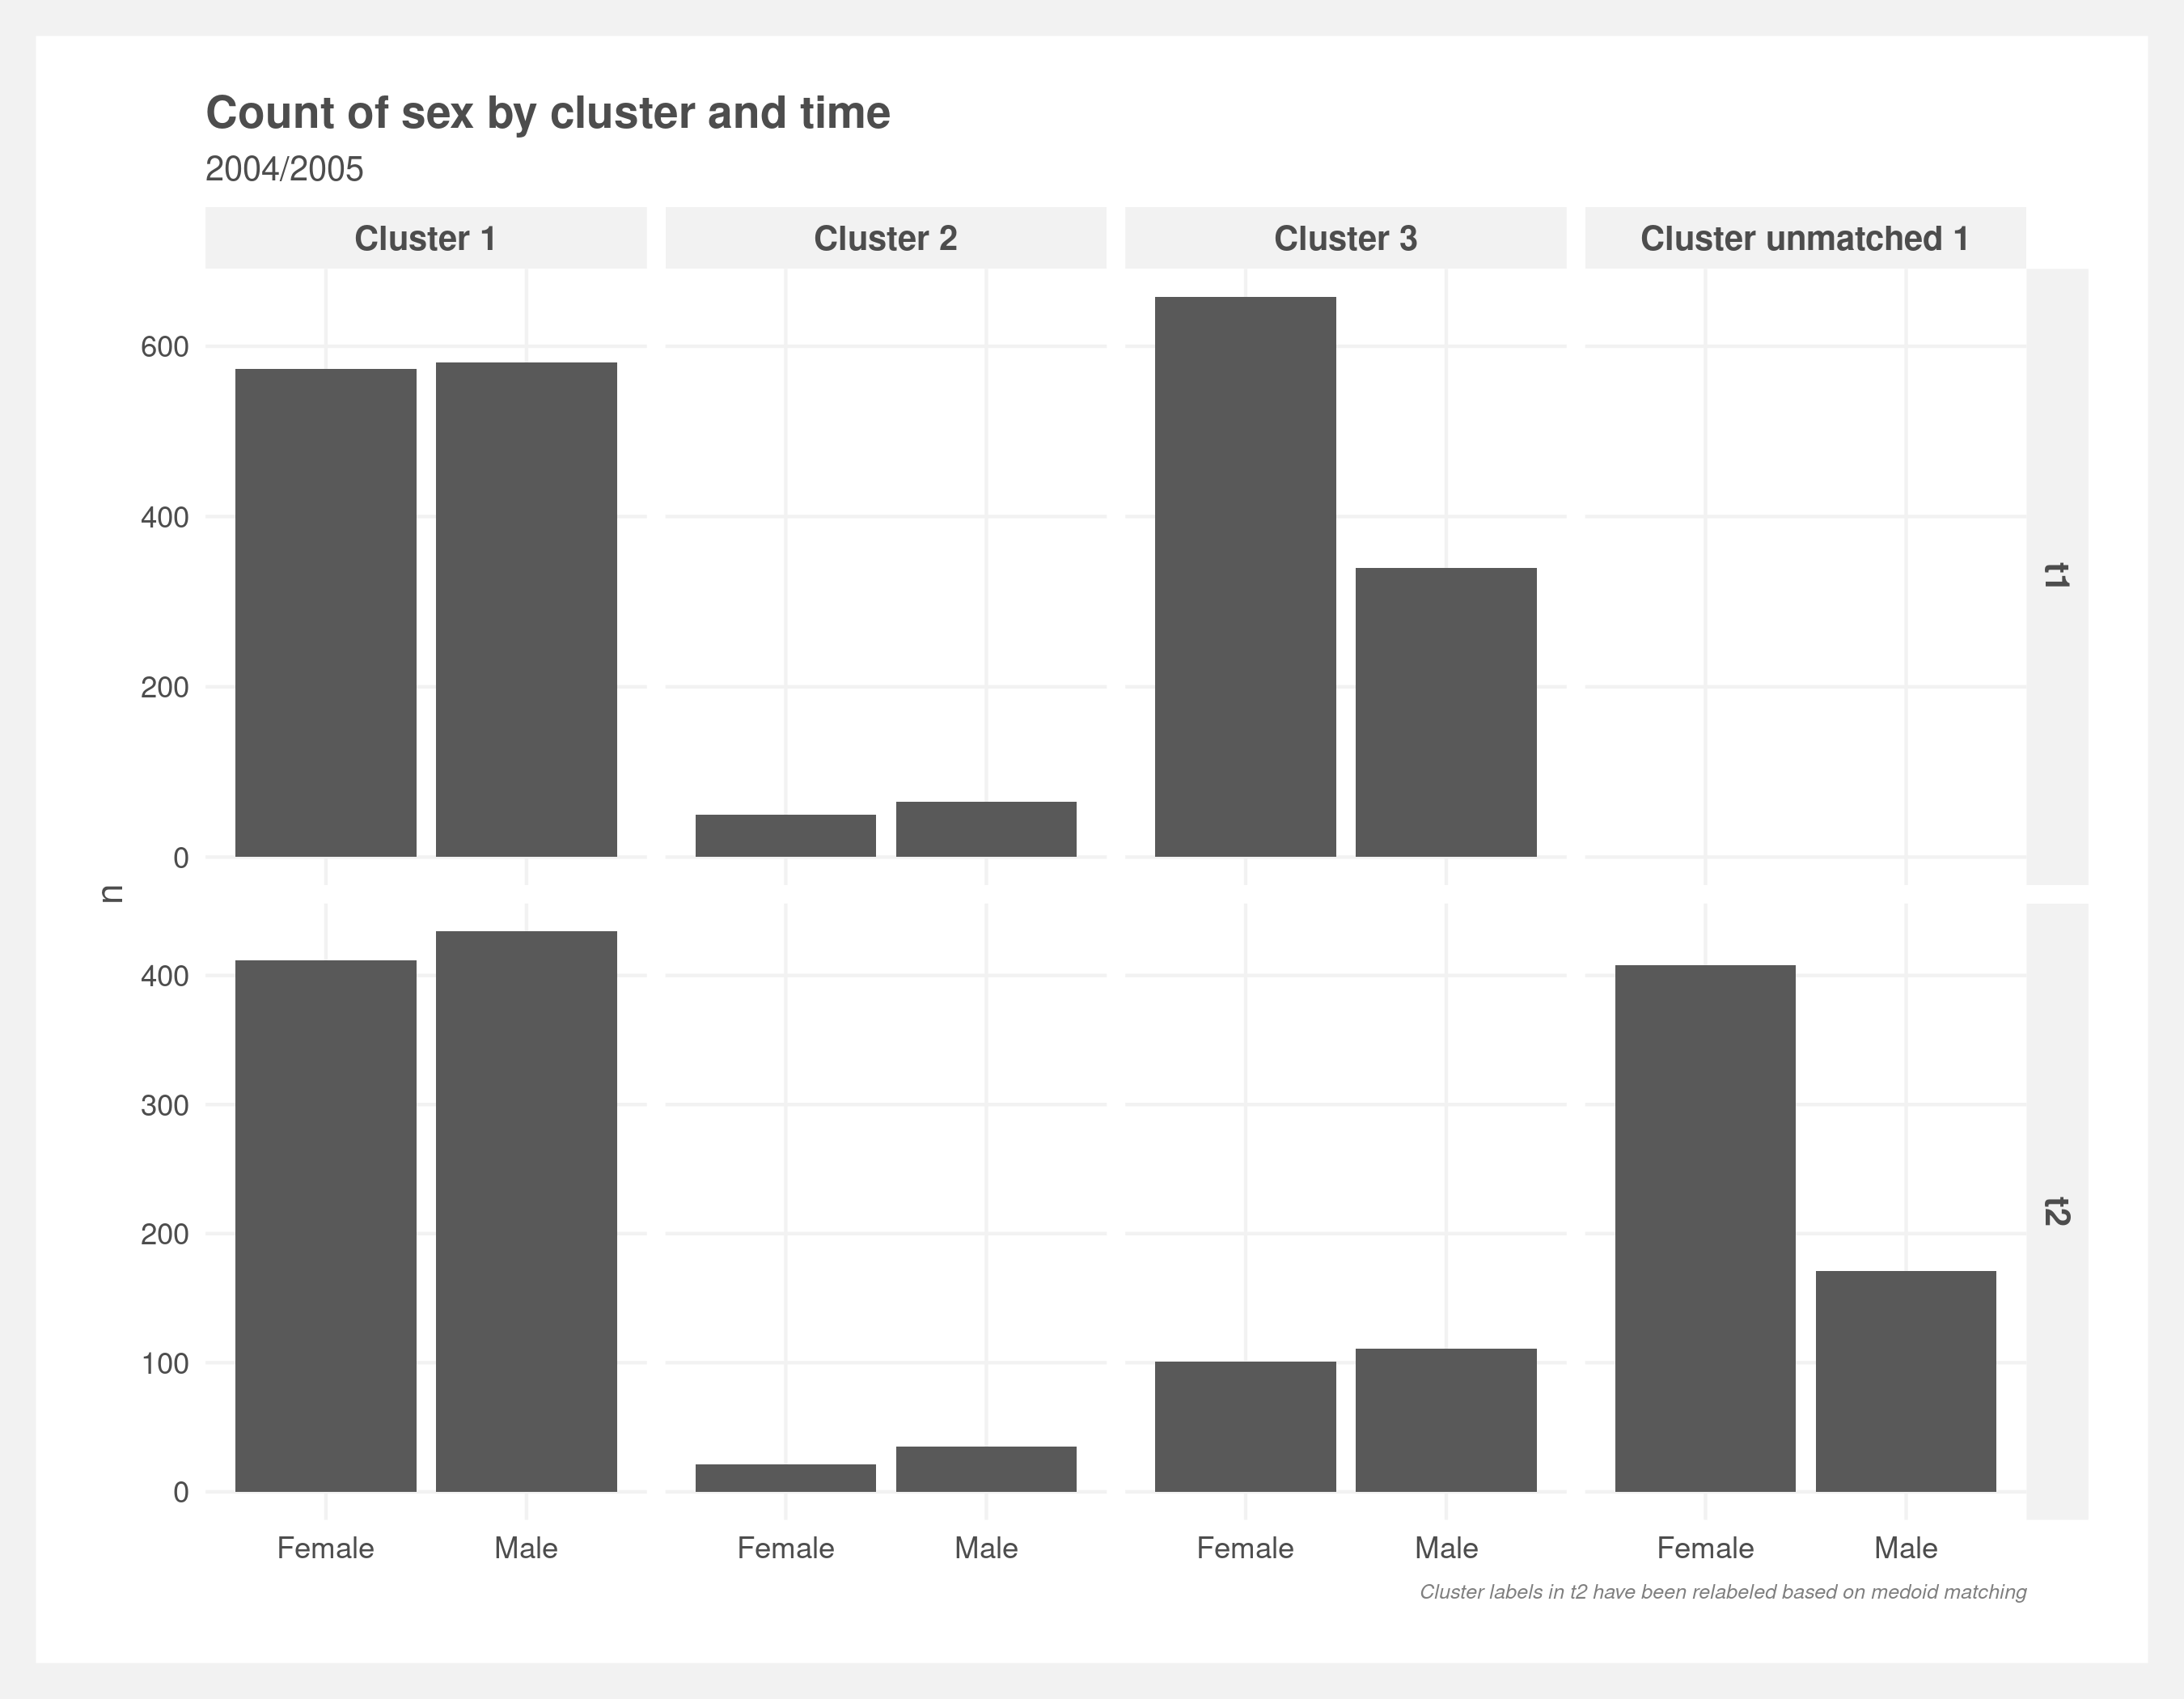 Count of sex by cluster and time
2004/2005
Cluster 1 Cluster 2 Cluster 3 Cluster unmatched 1
600
400
200
0
t1
n
400
300
200
100
0
t2
Female Male Female Male Female Male Female Male
Cluster labels in t2 have been relabeled based on medoid matching